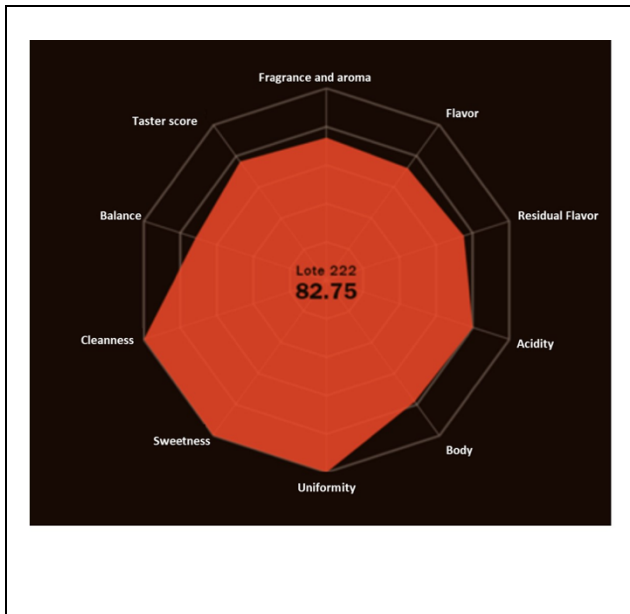 Fragrance and aroma
Taster score
Flavor
Balance
Residual Flavor
Lote 222
82.75
Cleanness
Acidity
Sweetness
Body
Uniformity